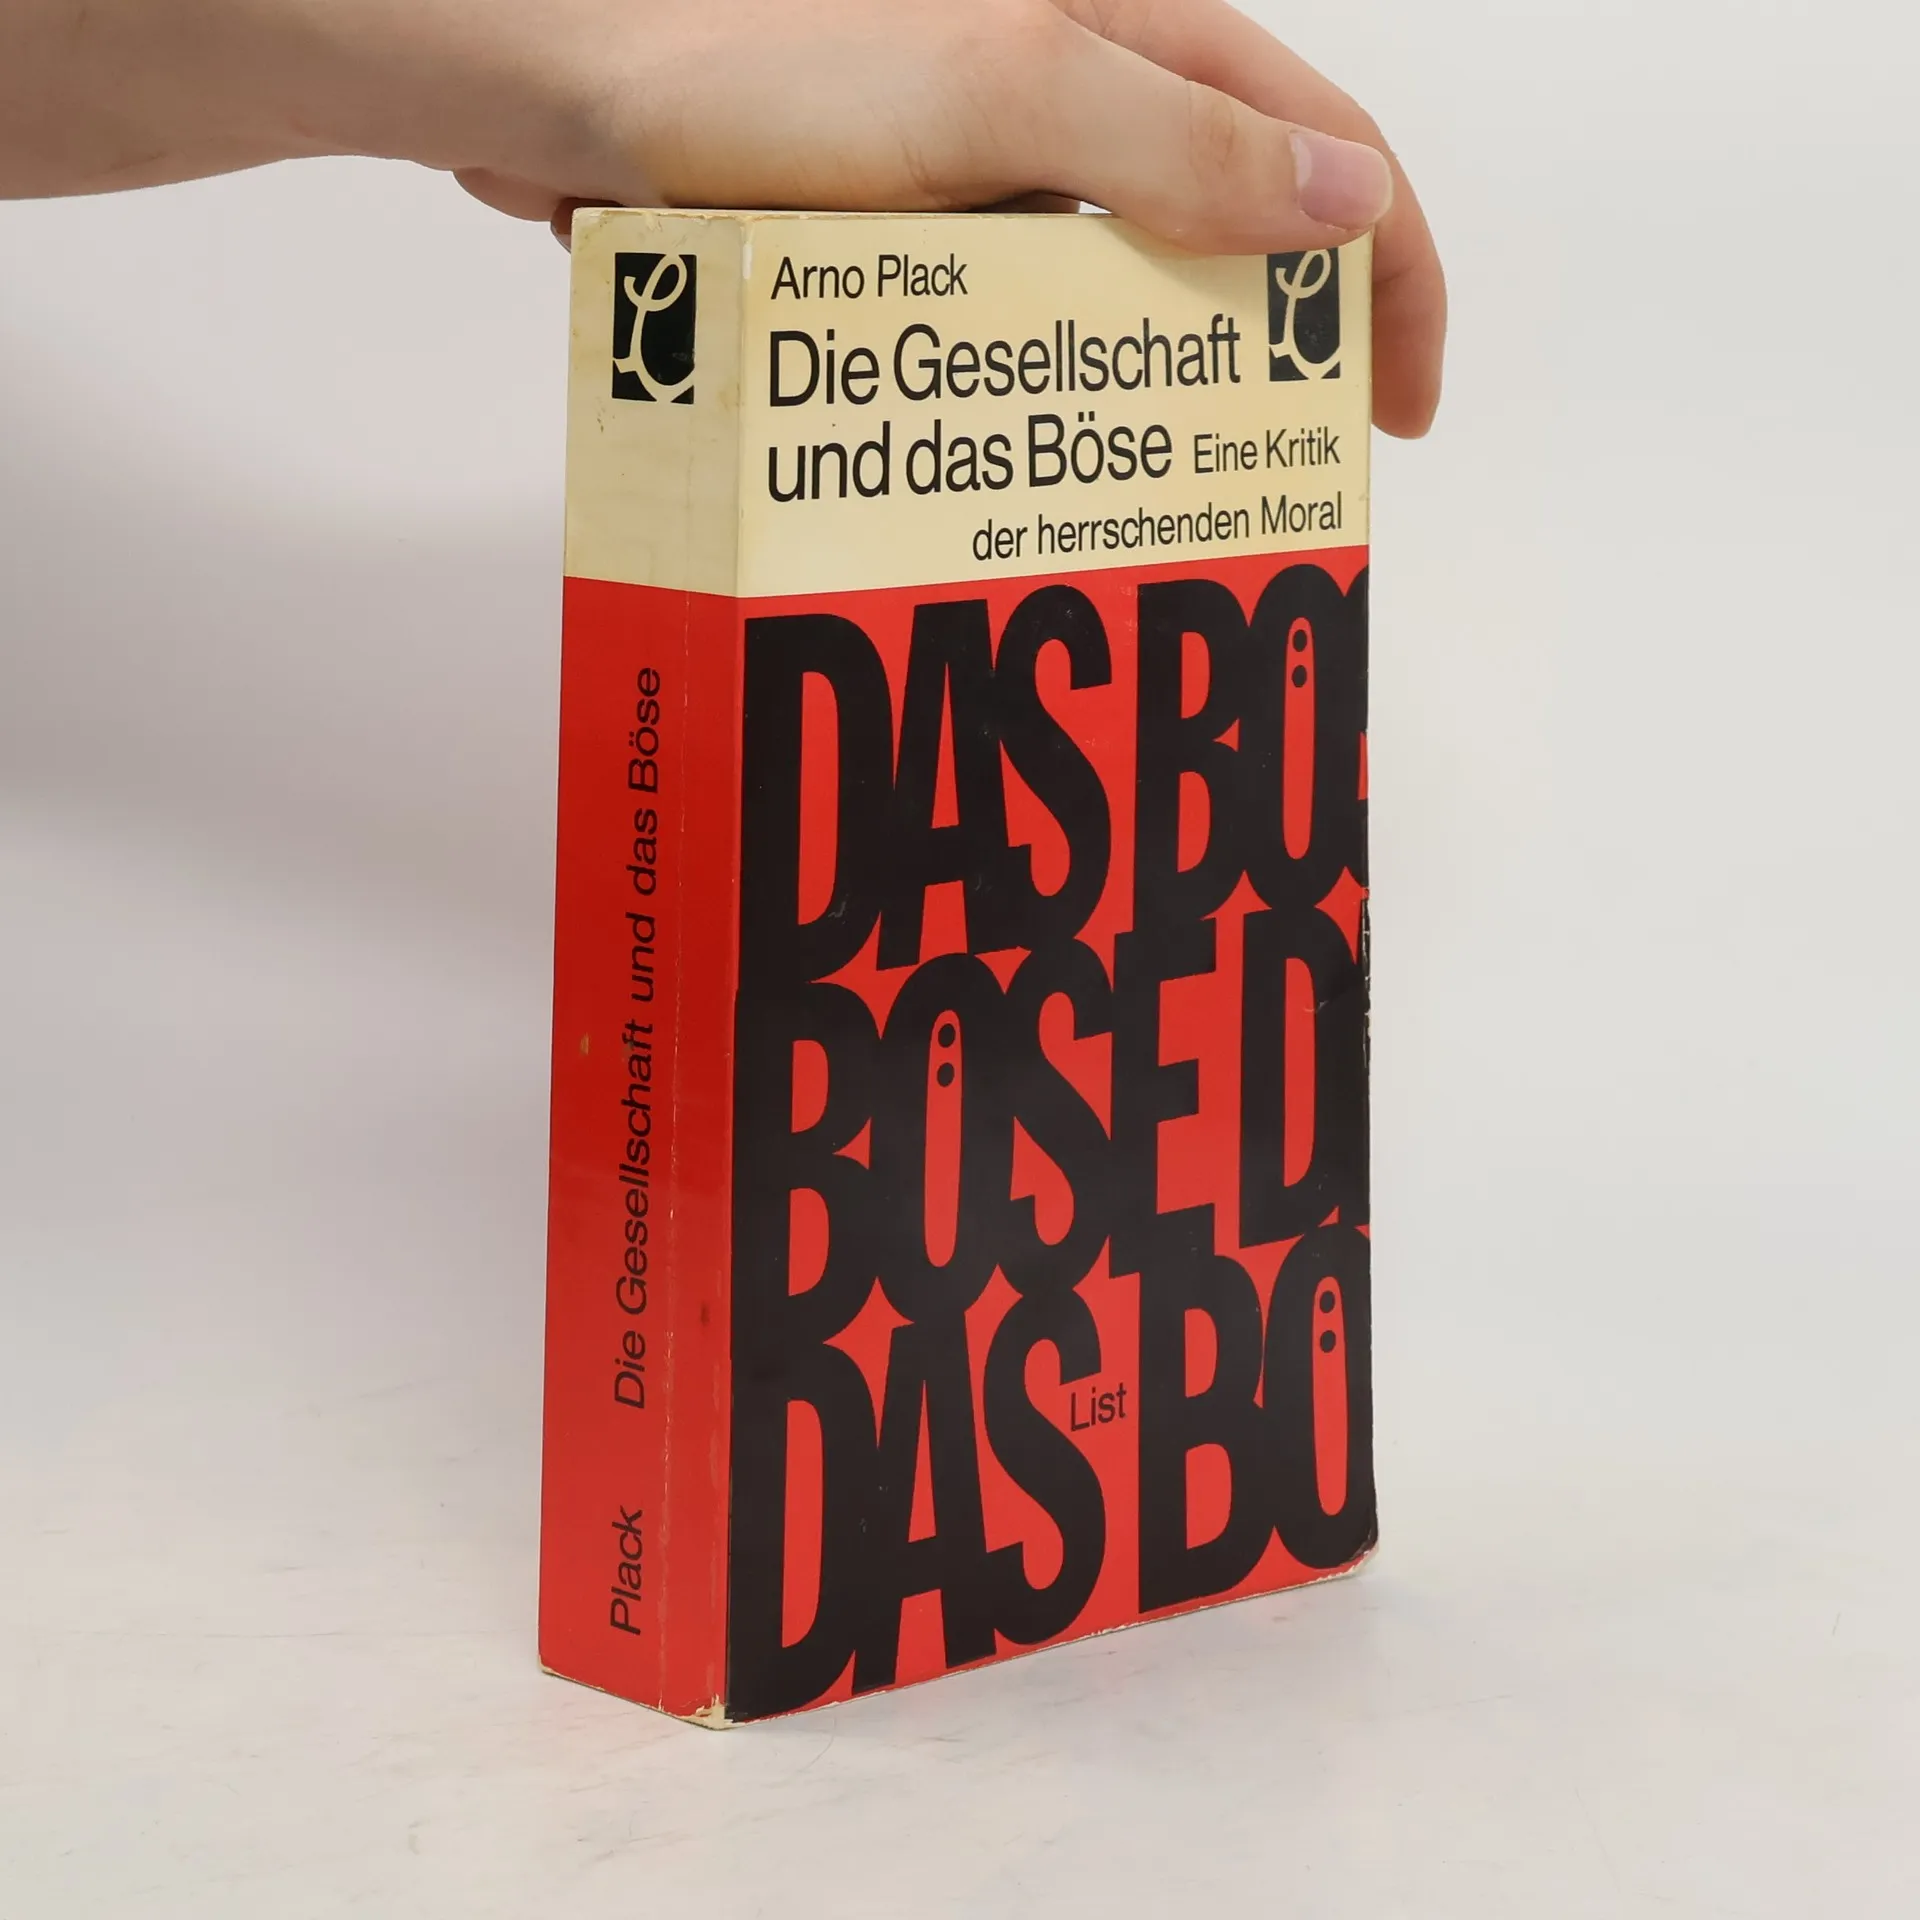 Arno Plack
Die Gesellschaft
und das Böse Eine Kritik
der herrschenden Moral
DAS BÖ
BÖSE D
DAS BÖ
List
Plack Die Gesellschaft und das Böse